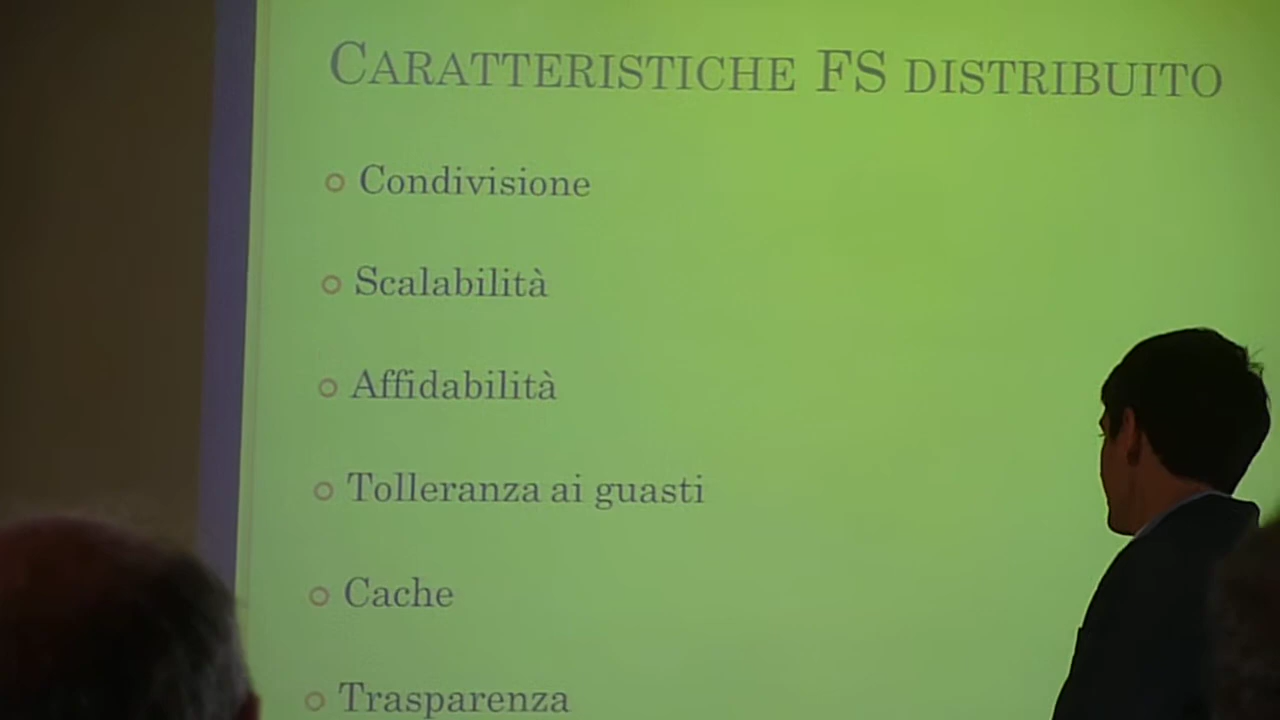 CARATTERISTICHE FS DISTRIBUITO
Condivisione
Scalabilità
Affidabilità
Tolleranza ai guasti
Cache
Trasparenza